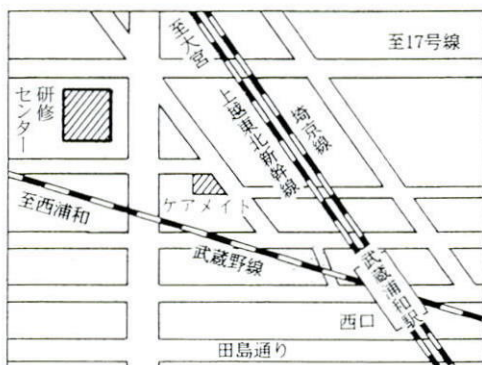 至大宮
至17号線
研修
センター
上越東北新幹線
埼京線
至西浦和
ケアメイト
武蔵野線
武蔵浦和駅
西口
田島通り